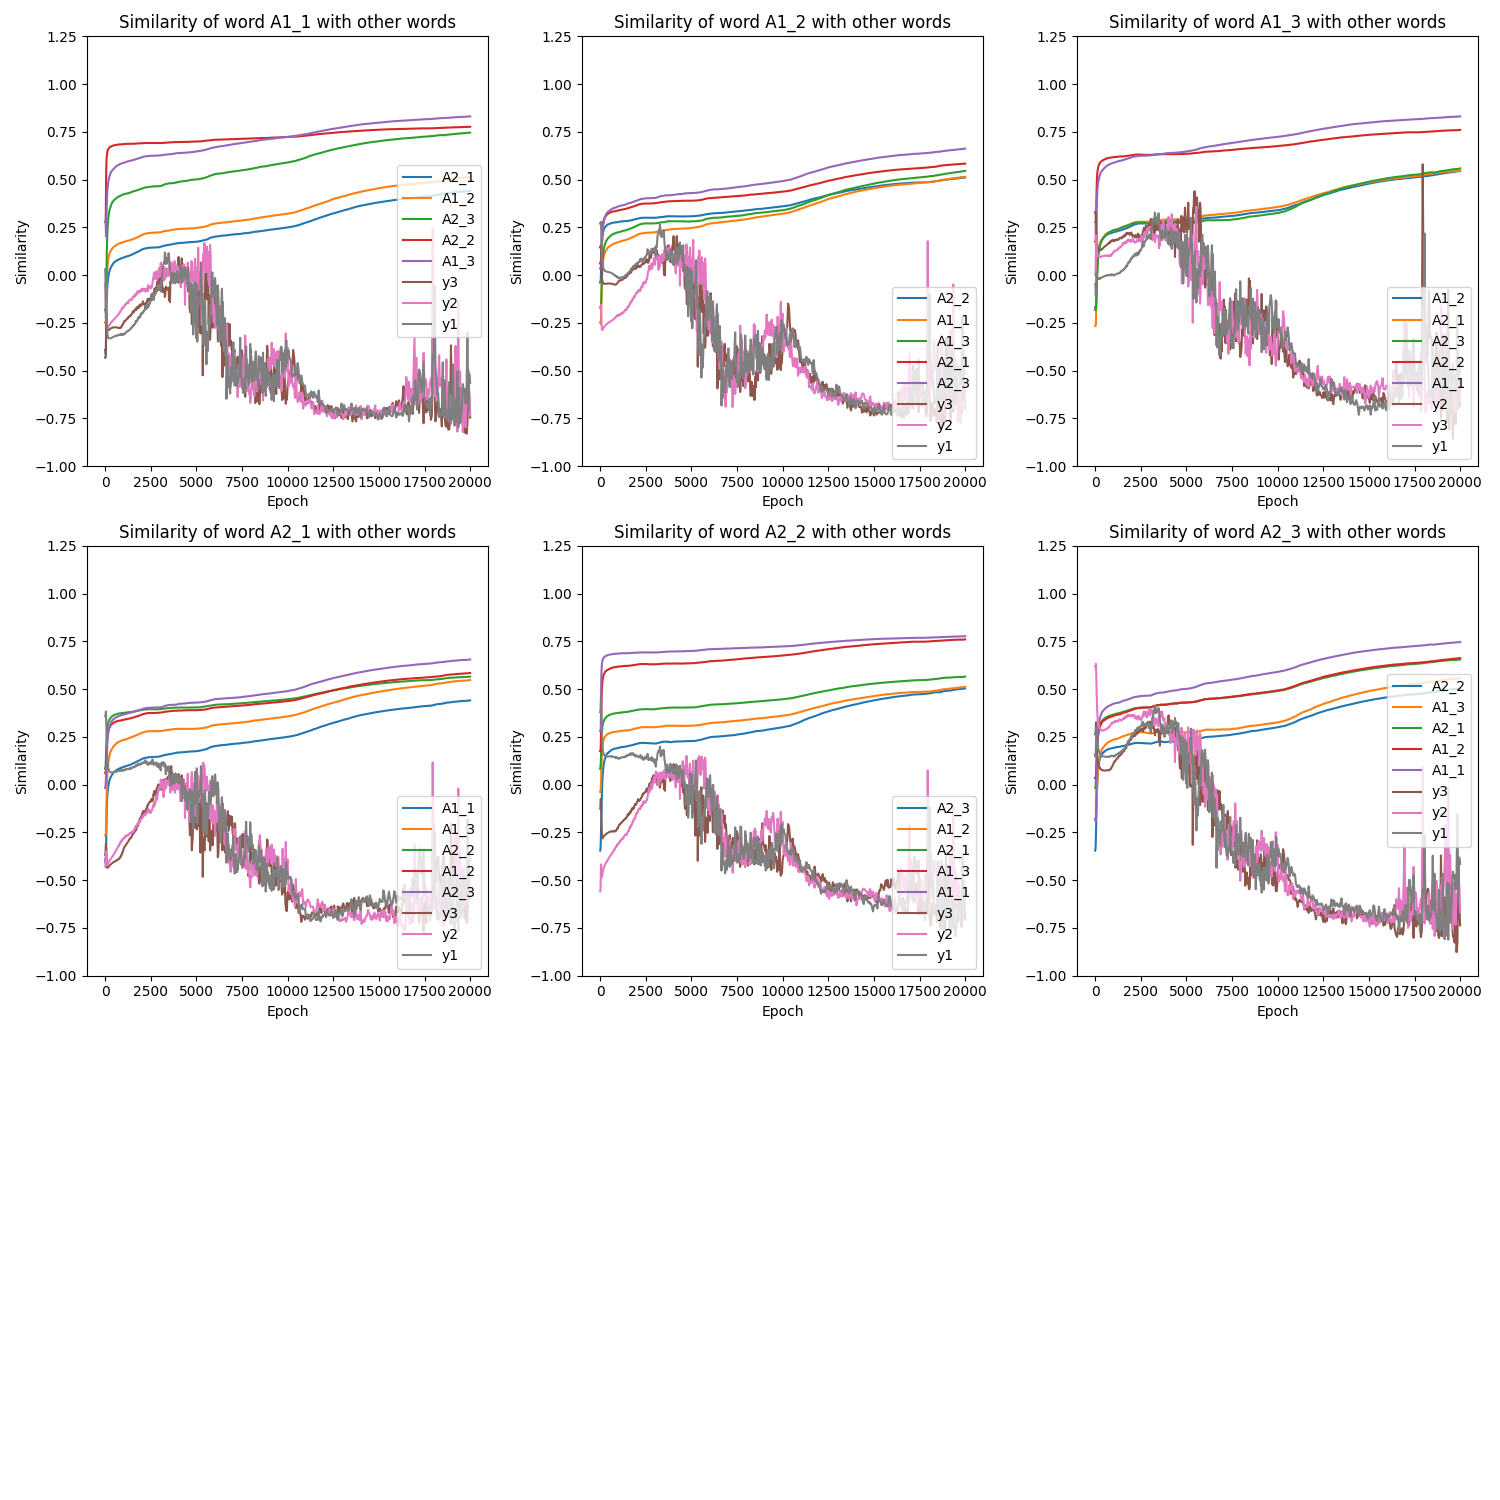 Similarity of word A1_1 with other words
1.25
1.00
0.75
0.50
0.25
0.00
−0.25
−0.50
−0.75
−1.00
Similarity
0 2500 5000 7500 10000 12500 15000 17500 20000
Epoch
A2_1
A1_2
A2_3
A2_2
A1_3
y3
y2
y1
Similarity of word A1_2 with other words
1.25
1.00
0.75
0.50
0.25
0.00
−0.25
−0.50
−0.75
−1.00
Similarity
0 2500 5000 7500 10000 12500 15000 17500 20000
Epoch
A2_2
A1_1
A1_3
A2_1
A2_3
y3
y2
y1
Similarity of word A1_3 with other words
1.25
1.00
0.75
0.50
0.25
0.00
−0.25
−0.50
−0.75
−1.00
Similarity
0 2500 5000 7500 10000 12500 15000 17500 20000
Epoch
A1_2
A2_1
A2_3
A2_2
A1_1
y2
y3
y1
Similarity of word A2_1 with other words
1.25
1.00
0.75
0.50
0.25
0.00
−0.25
−0.50
−0.75
−1.00
Similarity
0 2500 5000 7500 10000 12500 15000 17500 20000
Epoch
A1_1
A1_3
A2_2
A1_2
A2_3
y3
y2
y1
Similarity of word A2_2 with other words
1.25
1.00
0.75
0.50
0.25
0.00
−0.25
−0.50
−0.75
−1.00
Similarity
0 2500 5000 7500 10000 12500 15000 17500 20000
Epoch
A2_3
A1_2
A2_1
A1_3
A1_1
y3
y2
y1
Similarity of word A2_3 with other words
1.25
1.00
0.75
0.50
0.25
0.00
−0.25
−0.50
−0.75
−1.00
Similarity
0 2500 5000 7500 10000 12500 15000 17500 20000
Epoch
A2_2
A1_3
A2_1
A1_2
A1_1
y3
y2
y1